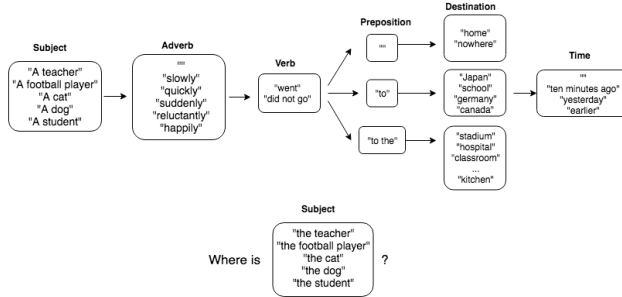 Subject
"A teacher"
"A football player"
"A cat"
"A dog"
"A student"
Adverb
""
"slowly"
"quickly"
"suddenly"
"reluctantly"
"happily"
Verb
"went"
"did not go"
Preposition
""
"to"
"to the"
Destination
"home"
"nowhere"
"Japan"
"school"
"germany"
"canada"
"stadium"
"hospital"
"classroom"
...
"kitchen"
Time
""
"ten minutes ago"
"yesterday"
"earlier"
Subject
Where is
"the teacher"
"the football player"
"the cat"
"the dog"
"the student"
?